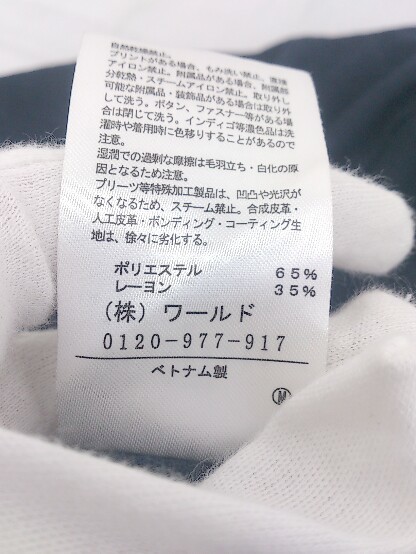 自然乾燥禁止。
プリントがある場合、もみ洗い禁止、直接
アイロン禁止。附属品がある場合、附属部
分乾熱・スチームアイロン禁止。取り外し
可能な附属品・装飾品がある場合は取り外
して洗う。ボタン、ファスナー等がある場
合は閉じて洗う。インディゴ等濃色品は洗
濯時や着用時に色移りすることがあるので
注意。
湿潤での過剰な摩擦は毛羽立ち・白化の原
因となるため注意。
プリーツ等特殊加工製品は、凹凸や光沢が
なくなるため、スチーム禁止。合成皮革・
人工皮革・ボンディング・コーティング生
地は、徐々に劣化する。
ポリエステル 65%
レーヨン 35%
(株)ワールド
0120-977-917
ベトナム製
M